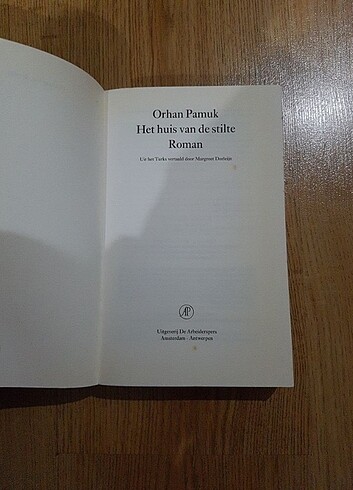 Orhan Pamuk
Het huis van de stilte
Roman
Uit het Turks vertaald door Margreet Dorleijn
AP
Uitgeverij De Arbeiderspers
Amsterdam · Antwerpen